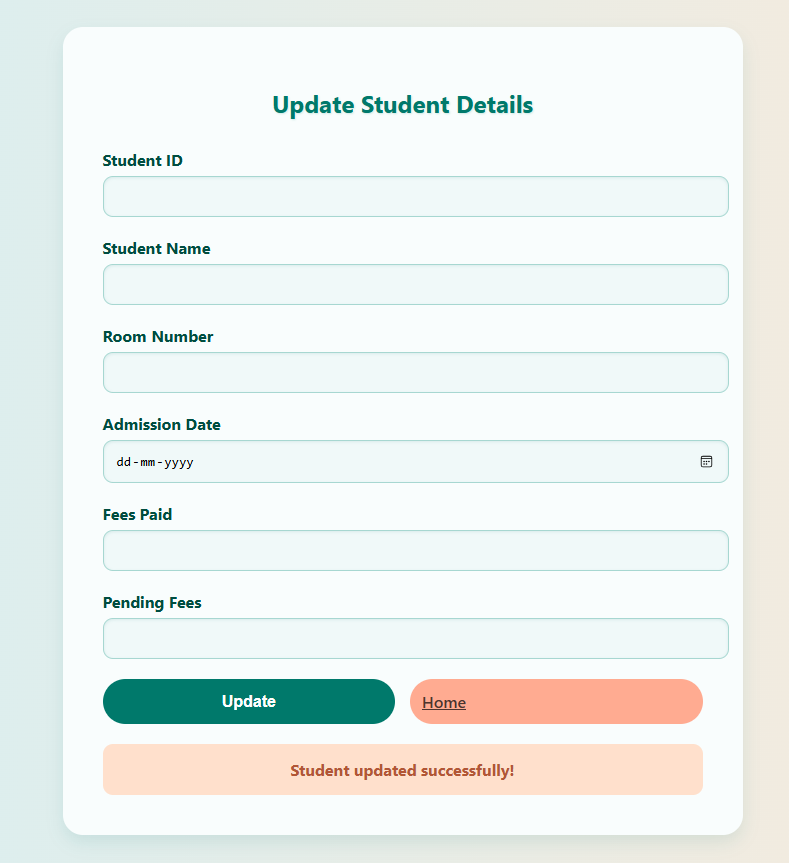 Update Student Details
Student ID
Student Name
Room Number
Admission Date
dd-mm-yyyy
Fees Paid
Pending Fees
Update Home
Student updated successfully!